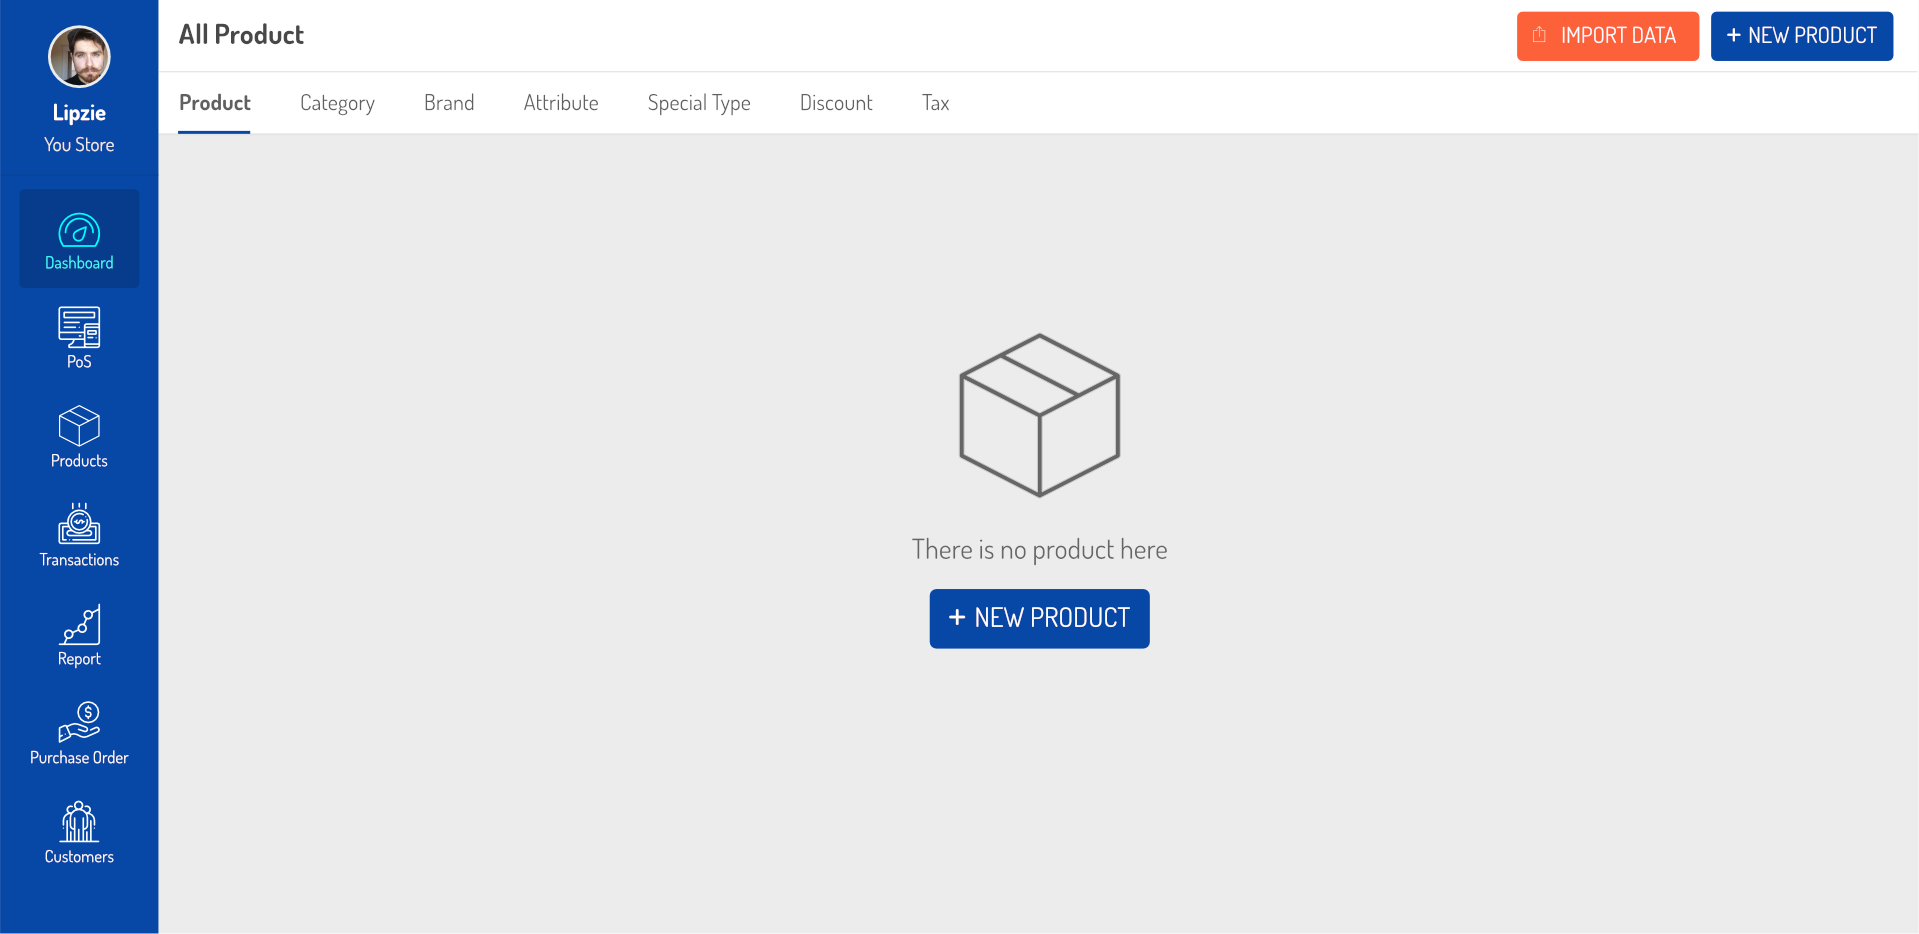 Lipzie
You Store
Dashboard
PoS
Products
Transactions
Report
Purchase Order
Customers
All Product
IMPORT DATA
+ NEW PRODUCT
Product
Category
Brand
Attribute
Special Type
Discount
Tax
There is no product here
+ NEW PRODUCT